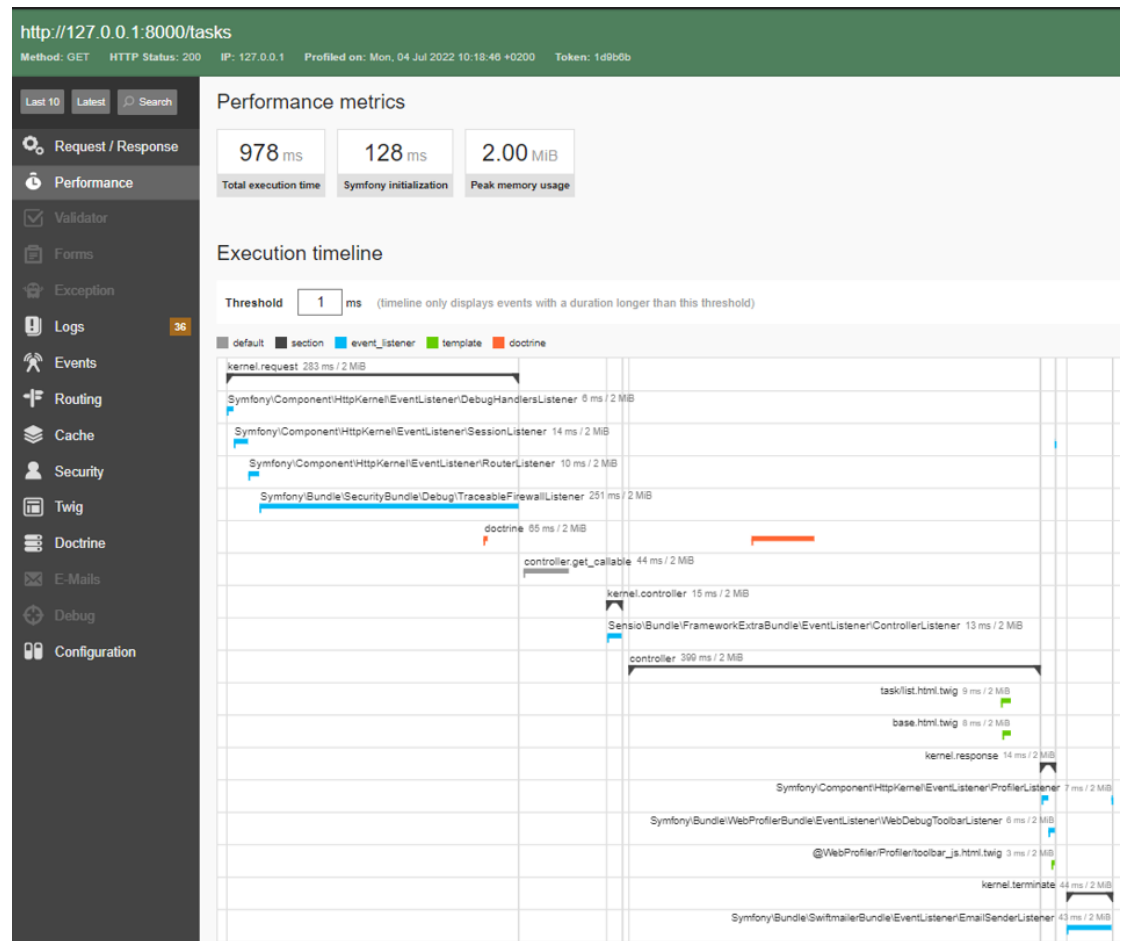 http://127.0.0.1:8000/tasks
Method: GET HTTP Status: 200 IP: 127.0.0.1 Profiled on: Mon, 04 Jul 2022 10:18:46 +0200 Token: 1d9b6b
Last 10 Latest Search
Request / Response
Performance
Validator
Forms
Exception
Logs 36
Events
Routing
Cache
Security
Twig
Doctrine
E-Mails
Debug
Configuration
Performance metrics
978 ms 128 ms 2.00 MiB
Total execution time Symfony initialization Peak memory usage
Execution timeline
Threshold 1 ms (timeline only displays events with a duration longer than this threshold)
default section event_listener template doctrine
kernel.request 283 ms / 2 MiB
Symfony\Component\HttpKernel\EventListener\DebugHandlersListener 6 ms / 2 MiB
Symfony\Component\HttpKernel\EventListener\SessionListener 14 ms / 2 MiB
Symfony\Component\HttpKernel\EventListener\RouterListener 10 ms / 2 MiB
Symfony\Bundle\SecurityBundle\Debug\TraceableFirewallListener 251 ms / 2 MiB
doctrine 65 ms / 2 MiB
controller.get_callable 44 ms / 2 MiB
kernel.controller 15 ms / 2 MiB
Sensio\Bundle\FrameworkExtraBundle\EventListener\ControllerListener 13 ms / 2 MiB
controller 399 ms / 2 MiB
task/list.html.twig 9 ms / 2 MiB
base.html.twig 8 ms / 2 MiB
kernel.response 14 ms / 2 MiB
Symfony\Component\HttpKernel\EventListener\ProfilerListener 7 ms / 2 MiB
Symfony\Bundle\WebProfilerBundle\EventListener\WebDebugToolbarListener 6 ms / 2 MiB
@WebProfiler/Profiler/toolbar_js.html.twig 3 ms / 2 MiB
kernel.terminate 44 ms / 2 MiB
Symfony\Bundle\SwiftmailerBundle\EventListener\EmailSenderListener 43 ms / 2 MiB